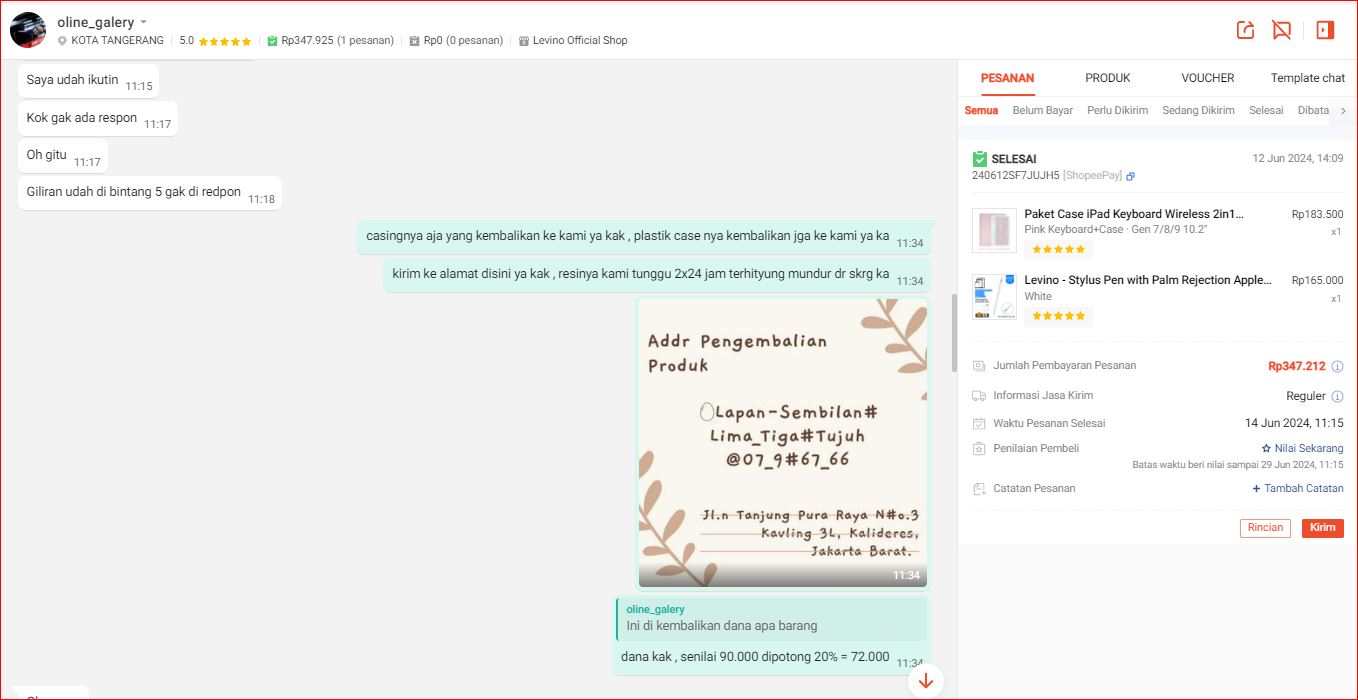 oline_galery
KOTA TANGERANG
5.0
Rp347.925 (1 pesanan)
Rp0 (0 pesanan)
Levino Official Shop
Saya udah ikutin 11:15
Kok gak ada respon 11:17
Oh gitu 11:17
Giliran udah di bintang 5 gak di redpon 11:18
casingnya aja yang kembalikan ke kami ya kak , plastik case nya kembalikan jga ke kami ya ka 11:34
kirim ke alamat disini ya kak , resinya kami tunggu 2x24 jam terhityung mundur dr skrg ka 11:34
Addr Pengembalian
Produk
Lapan-Sembilan#
Lima_Tiga#Tujuh
@07_9#67_66
Jl.n Tanjung Pura Raya N#o.3
Kavling 3L, Kalideres,
Jakarta Barat.
11:34
oline_galery
Ini di kembalikan dana apa barang
dana kak , senilai 90.000 dipotong 20% = 72.000 11:34
PESANAN
PRODUK
VOUCHER
Template chat
Semua
Belum Bayar
Perlu Dikirim
Sedang Dikirim
Selesai
Dibata
SELESAI
12 Jun 2024, 14:09
240612SF7JUJH5 [ShopeePay]
Paket Case iPad Keyboard Wireless 2in1...
Rp183.500
Pink Keyboard+Case · Gen 7/8/9 10.2"
x1
Levino - Stylus Pen with Palm Rejection Apple...
Rp165.000
White
x1
Jumlah Pembayaran Pesanan
Rp347.212
Informasi Jasa Kirim
Reguler
Waktu Pesanan Selesai
14 Jun 2024, 11:15
Penilaian Pembeli
Nilai Sekarang
Batas waktu beri nilai sampai 29 Jun 2024, 11:15
Catatan Pesanan
+ Tambah Catatan
Rincian
Kirim